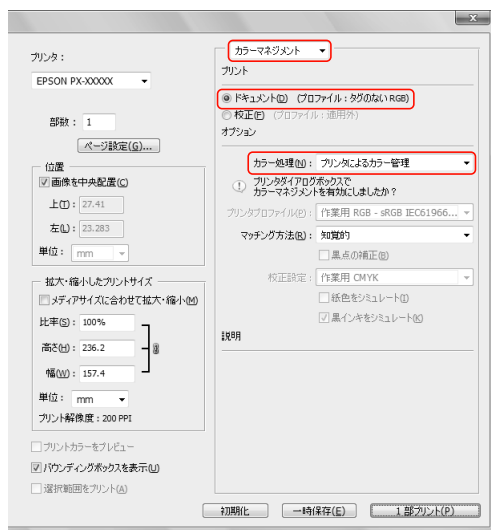 プリンタ：
EPSON PX-XXXXX
部数： 1
ページ設定(G)...
位置
画像を中央配置(C)
上(T)： 27.41
左(L)： 23.283
単位： mm
拡大・縮小したプリントサイズ
メディアサイズに合わせて拡大・縮小(M)
比率(S)： 100%
高さ(H)： 236.2
幅(W)： 157.4
単位： mm
プリント解像度：200 PPI
プリントカラーをプレビュー
バウンディングボックスを表示(U)
選択範囲をプリント(A)
カラーマネジメント
プリント
ドキュメント(D) (プロファイル：タグのない RGB)
校正(F) (プロファイル：適用外)
オプション
カラー処理(N)： プリンタによるカラー管理
プリンタダイアログボックスで
カラーマネジメントを有効にしましたか？
プリンタプロファイル(P)： 作業用 RGB - sRGB IEC61966...
マッチング方法(R)： 知覚的
黒点の補正(B)
校正設定： 作業用 CMYK
紙色をシミュレート(I)
黒インキをシミュレート(K)
説明
初期化
一時保存(E)
1 部プリント(P)